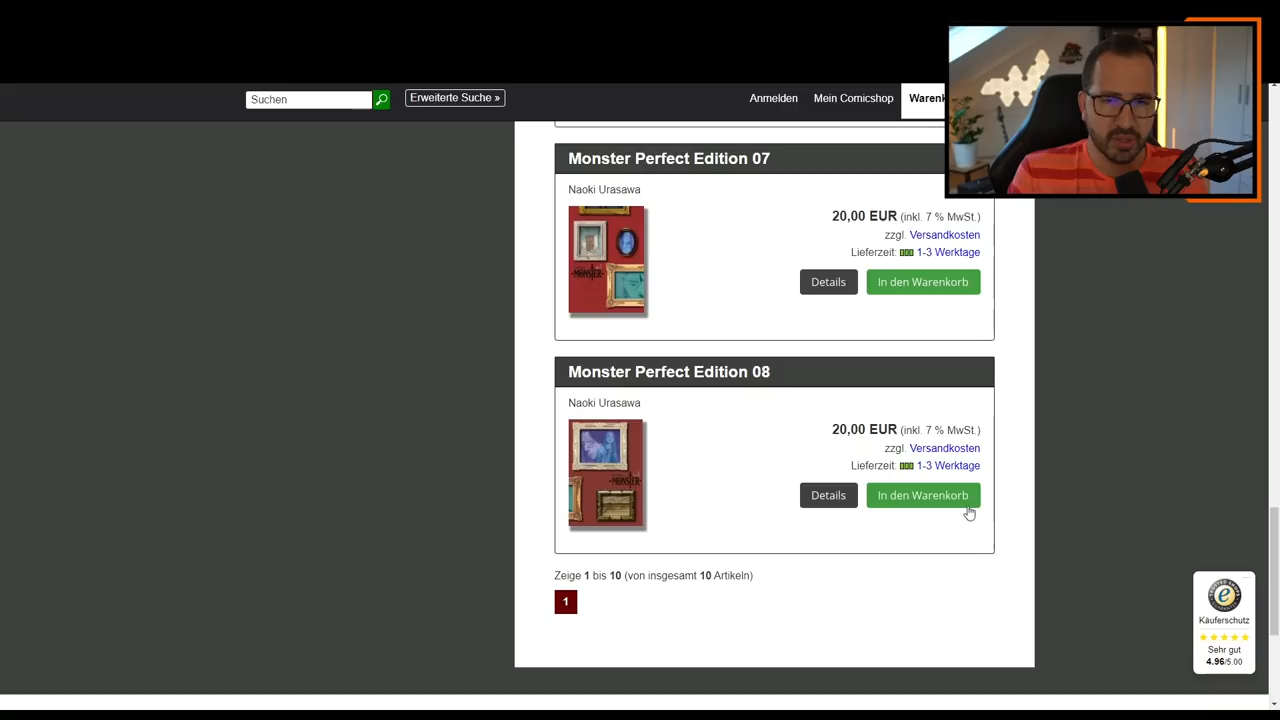 Suchen
Erweiterte Suche »
Anmelden
Mein Comicshop
Monster Perfect Edition 07
Naoki Urasawa
MONSTER
20,00 EUR (inkl. 7 % MwSt.)
zzgl. Versandkosten
Lieferzeit: 1-3 Werktage
Details
In den Warenkorb
Monster Perfect Edition 08
Naoki Urasawa
MONSTER
20,00 EUR (inkl. 7 % MwSt.)
zzgl. Versandkosten
Lieferzeit: 1-3 Werktage
Details
In den Warenkorb
Zeige 1 bis 10 (von insgesamt 10 Artikeln)
1
e
Käuferschutz
Sehr gut
4.96/5.00